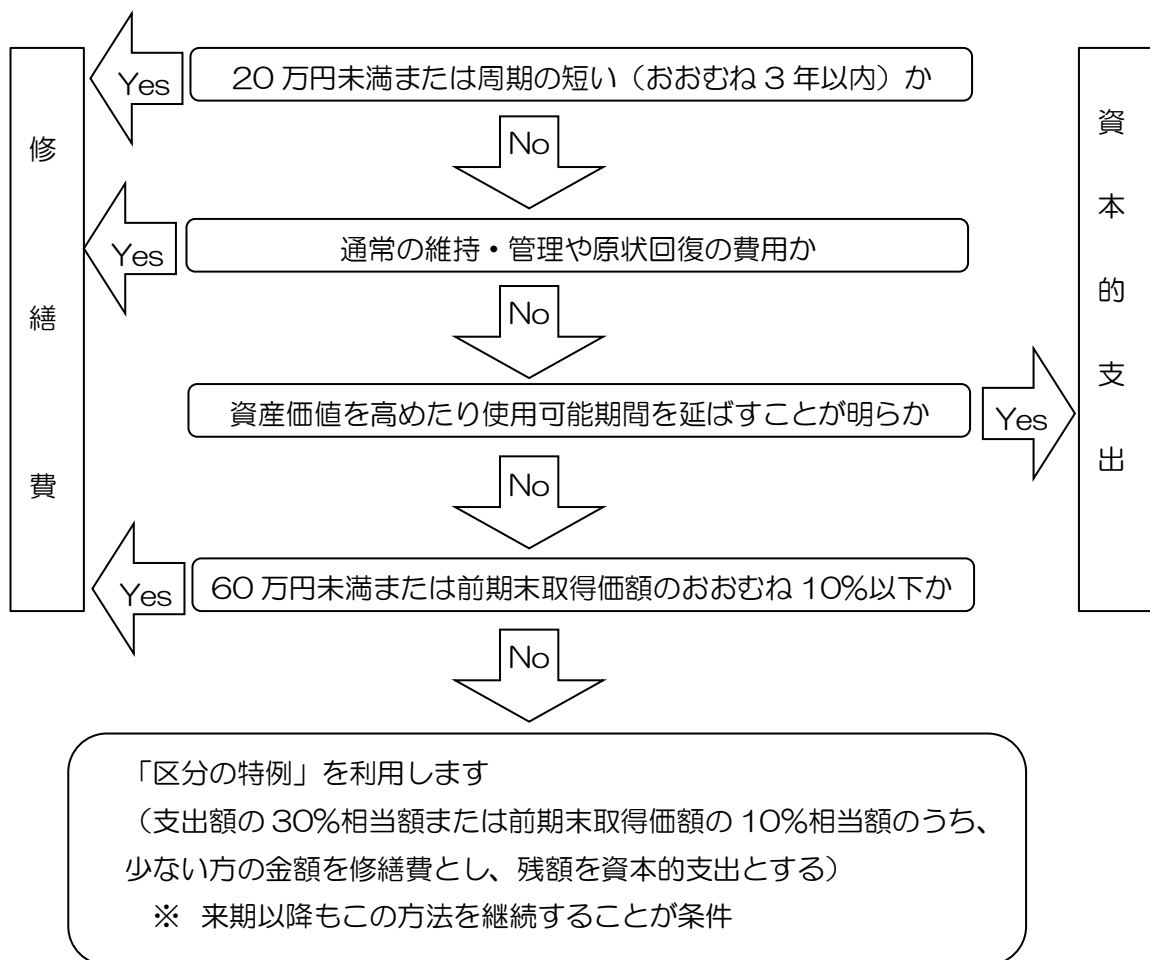 修繕費
資本的支出
20万円未満または周期の短い（おおむね3年以内）か
Yes
No
通常の維持・管理や原状回復の費用か
Yes
No
資産価値を高めたり使用可能期間を延ばすことが明らか
Yes
No
60万円未満または前期末取得価額のおおむね10％以下か
Yes
No
「区分の特例」を利用します
（支出額の30％相当額または前期末取得価額の10％相当額のうち、
少ない方の金額を修繕費とし、残額を資本的支出とする）
※ 来期以降もこの方法を継続することが条件